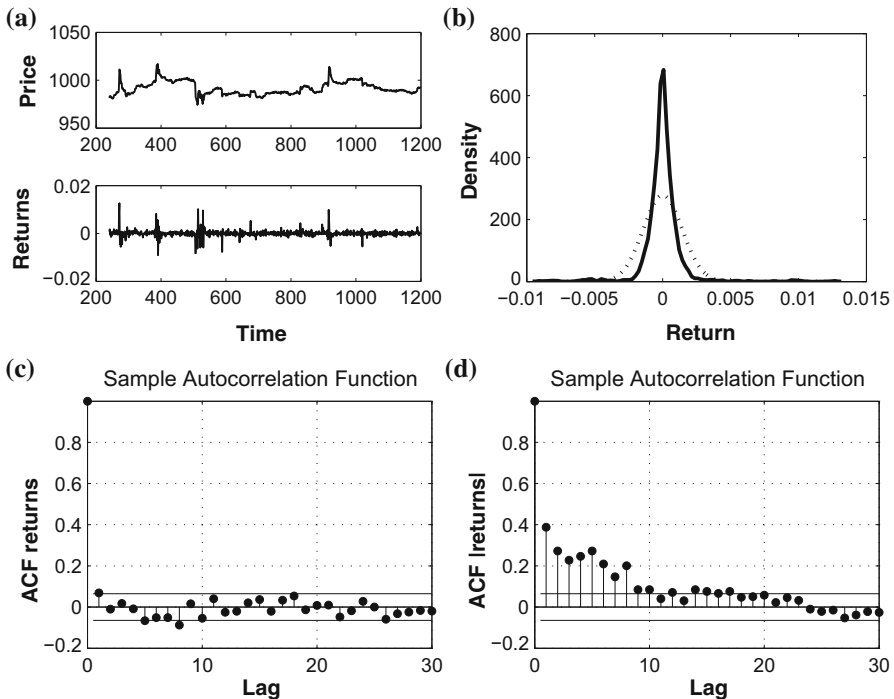 (a)
1050
1000
950
Price
200 400 600 800 1000 1200
0.02
0
−0.02
Returns
200 400 600 800 1000 1200
Time
(b)
800
600
400
200
0
Density
−0.01 −0.005 0 0.005 0.01 0.015
Return
(c)
Sample Autocorrelation Function
0.8
0.6
0.4
0.2
0
−0.2
ACF returns
0 10 20 30
Lag
(d)
Sample Autocorrelation Function
0.8
0.6
0.4
0.2
0
−0.2
ACF |returns|
0 10 20 30
Lag